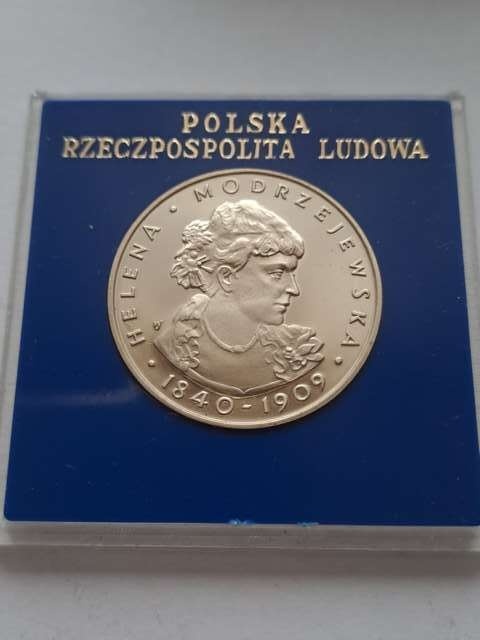 POLSKA
RZECZPOSPOLITA LUDOWA
• HELENA • MODRZEJEWSKA •
• 1840-1909 •